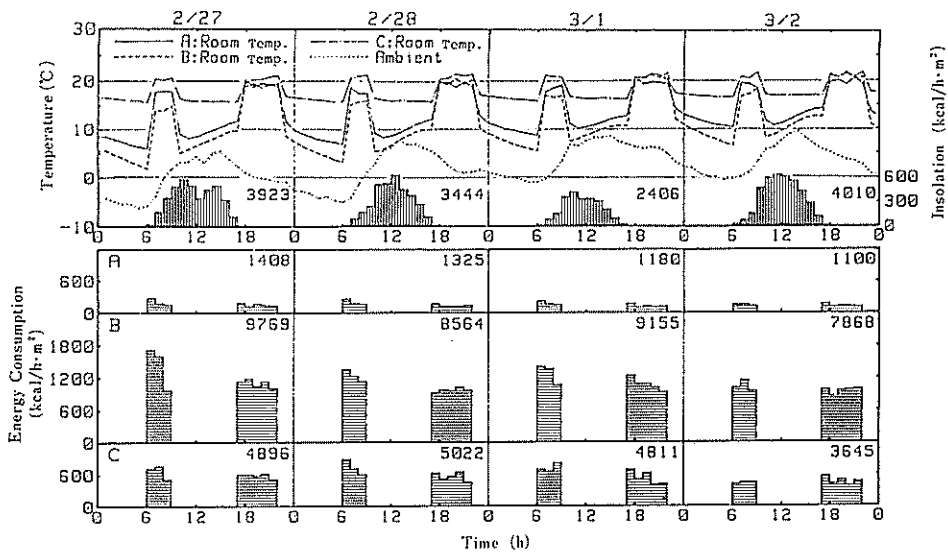 2/27 2/28 3/1 3/2
A:Room Temp. C:Room Temp.
B:Room Temp. Ambient
Temperature (℃)
30
20
10
0
-10
Insolation (kcal/h·m²)
600
300
0
3923 3444 2406 4010
0 6 12 18 0 6 12 18 0 6 12 18 0 6 12 18 0
Energy Consumption
(kcal/h·m²)
A 1408 1325 1180 1100
600
0
B 9769 8564 9155 7868
1800
1200
600
0
C 4896 5022 4811 3645
600
0
0 6 12 18 0 6 12 18 0 6 12 18 0 6 12 18 0
Time (h)